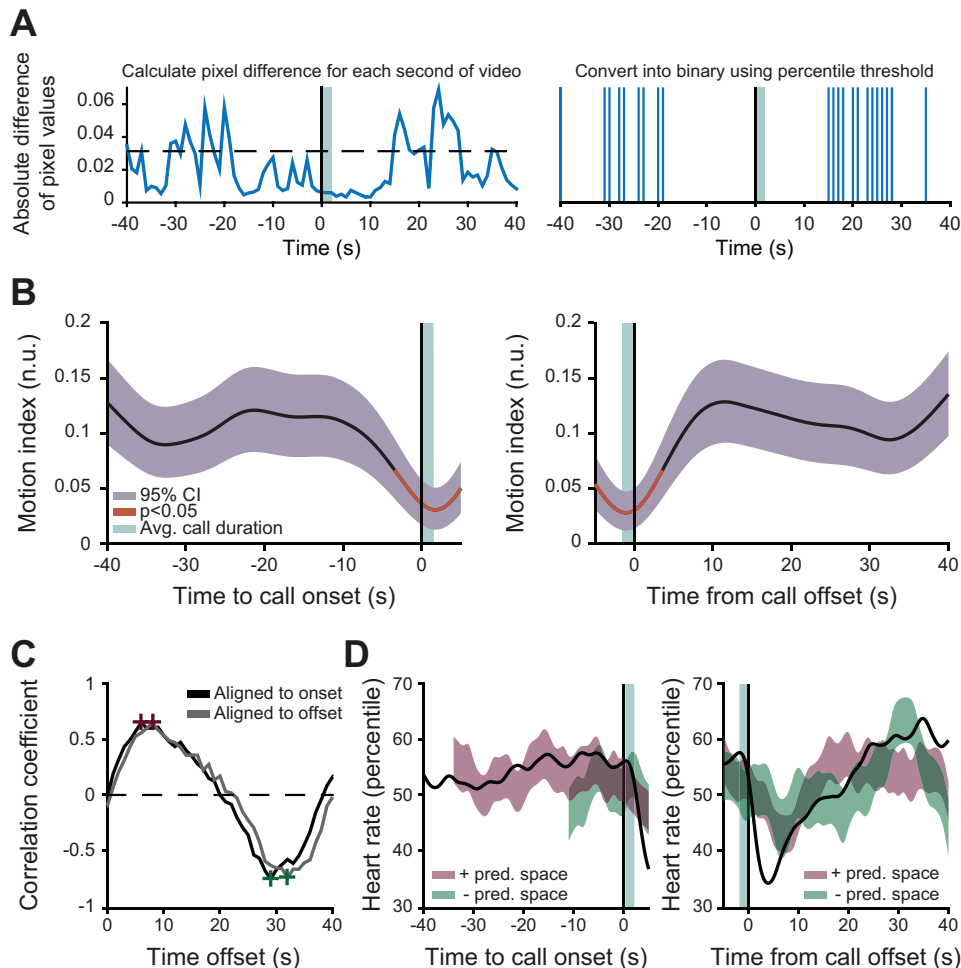 A
Calculate pixel difference for each second of video
Convert into binary using percentile threshold
Absolute difference
of pixel values
0.06
0.04
0.02
0
-40 -30 -20 -10 0 10 20 30 40
Time (s)
-40 -30 -20 -10 0 10 20 30 40
Time (s)
B
Motion index (n.u.)
0.2
0.15
0.1
0.05
0
95% CI
p<0.05
Avg. call duration
-40 -30 -20 -10 0
Time to call onset (s)
Motion index (n.u.)
0.2
0.15
0.1
0.05
0
0 10 20 30 40
Time from call offset (s)
C
Correlation coefficient
1
0.5
0
-0.5
-1
Aligned to onset
Aligned to offset
0 10 20 30 40
Time offset (s)
D
Heart rate (percentile)
70
60
50
40
30
+ pred. space
- pred. space
-40 -30 -20 -10 0
Time to call onset (s)
Heart rate (percentile)
70
60
50
40
30
+ pred. space
- pred. space
0 10 20 30 40
Time from call offset (s)